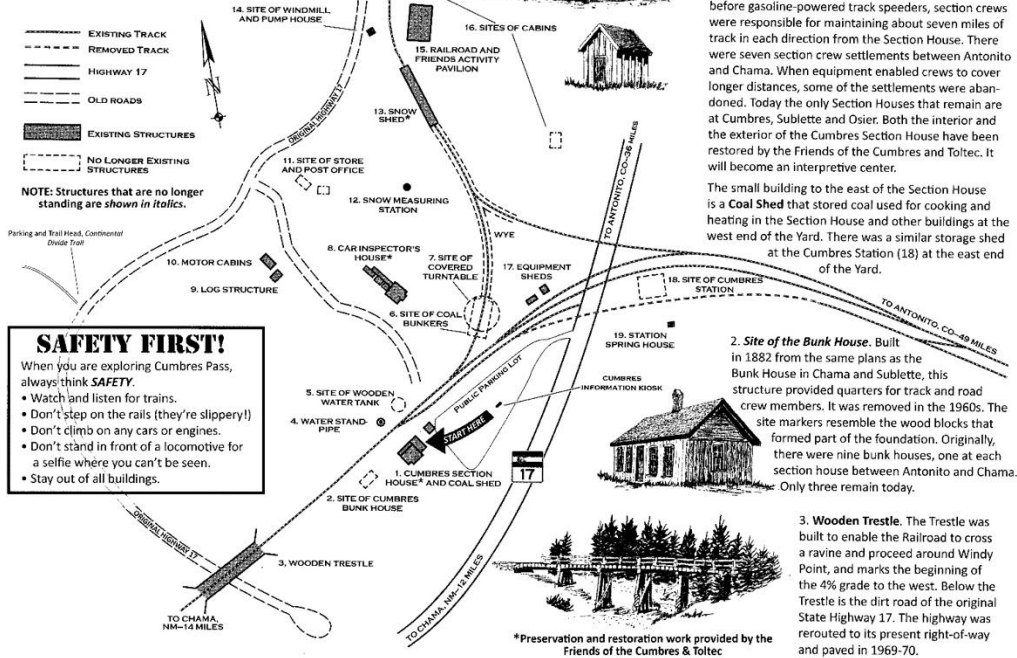 14. SITE OF WINDMILL
AND PUMP HOUSE
EXISTING TRACK
REMOVED TRACK
HIGHWAY 17
OLD ROADS
EXISTING STRUCTURES
NO LONGER EXISTING
STRUCTURES
NOTE: Structures that are no longer
standing are shown in italics.
N
ORIGINAL HIGHWAY 17
15. RAILROAD AND
FRIENDS ACTIVITY
PAVILION
16. SITES OF CABINS
13. SNOW
SHED*
11. SITE OF STORE
AND POST OFFICE
12. SNOW MEASURING
STATION
WYE
TO ANTONITO, CO–36 MILES
Parking and Trail Head, Continental
Divide Trail
10. MOTOR CABINS
9. LOG STRUCTURE
8. CAR INSPECTOR'S
HOUSE*
7. SITE OF
COVERED
TURNTABLE
17. EQUIPMENT
SHEDS
18. SITE OF CUMBRES
STATION
6. SITE OF COAL
BUNKERS
19. STATION
SPRING HOUSE
TO ANTONITO, CO–49 MILES
PUBLIC PARKING LOT
CUMBRES
INFORMATION KIOSK
5. SITE OF WOODEN
WATER TANK
4. WATER STAND-
PIPE
START HERE
1. CUMBRES SECTION
HOUSE* AND COAL SHED
17
2. SITE OF CUMBRES
BUNK HOUSE
ORIGINAL HIGHWAY 17
3. WOODEN TRESTLE
TO CHAMA,
NM–14 MILES
TO CHAMA, NM–12 MILES
SAFETY FIRST!
When you are exploring Cumbres Pass,
always think SAFETY.
• Watch and listen for trains.
• Don't step on the rails (they're slippery!)
• Don't climb on any cars or engines.
• Don't stand in front of a locomotive for
a selfie where you can't be seen.
• Stay out of all buildings.
before gasoline-powered track speeders, section crews
were responsible for maintaining about seven miles of
track in each direction from the Section House. There
were seven section crew settlements between Antonito
and Chama. When equipment enabled crews to cover
longer distances, some of the settlements were aban-
doned. Today the only Section Houses that remain are
at Cumbres, Sublette and Osier. Both the interior and
the exterior of the Cumbres Section House have been
restored by the Friends of the Cumbres and Toltec. It
will become an interpretive center.
The small building to the east of the Section House
is a Coal Shed that stored coal used for cooking and
heating in the Section House and other buildings at the
west end of the Yard. There was a similar storage shed
at the Cumbres Station (18) at the east end
of the Yard.
2. Site of the Bunk House. Built
in 1882 from the same plans as the
Bunk House in Chama and Sublette, this
structure provided quarters for track and road
crew members. It was removed in the 1960s. The
site markers resemble the wood blocks that
formed part of the foundation. Originally,
there were nine bunk houses, one at each
section house between Antonito and Chama.
Only three remain today.
3. Wooden Trestle. The Trestle was
built to enable the Railroad to cross
a ravine and proceed around Windy
Point, and marks the beginning of
the 4% grade to the west. Below the
Trestle is the dirt road of the original
State Highway 17. The highway was
rerouted to its present right-of-way
and paved in 1969-70.
*Preservation and restoration work provided by the
Friends of the Cumbres & Toltec